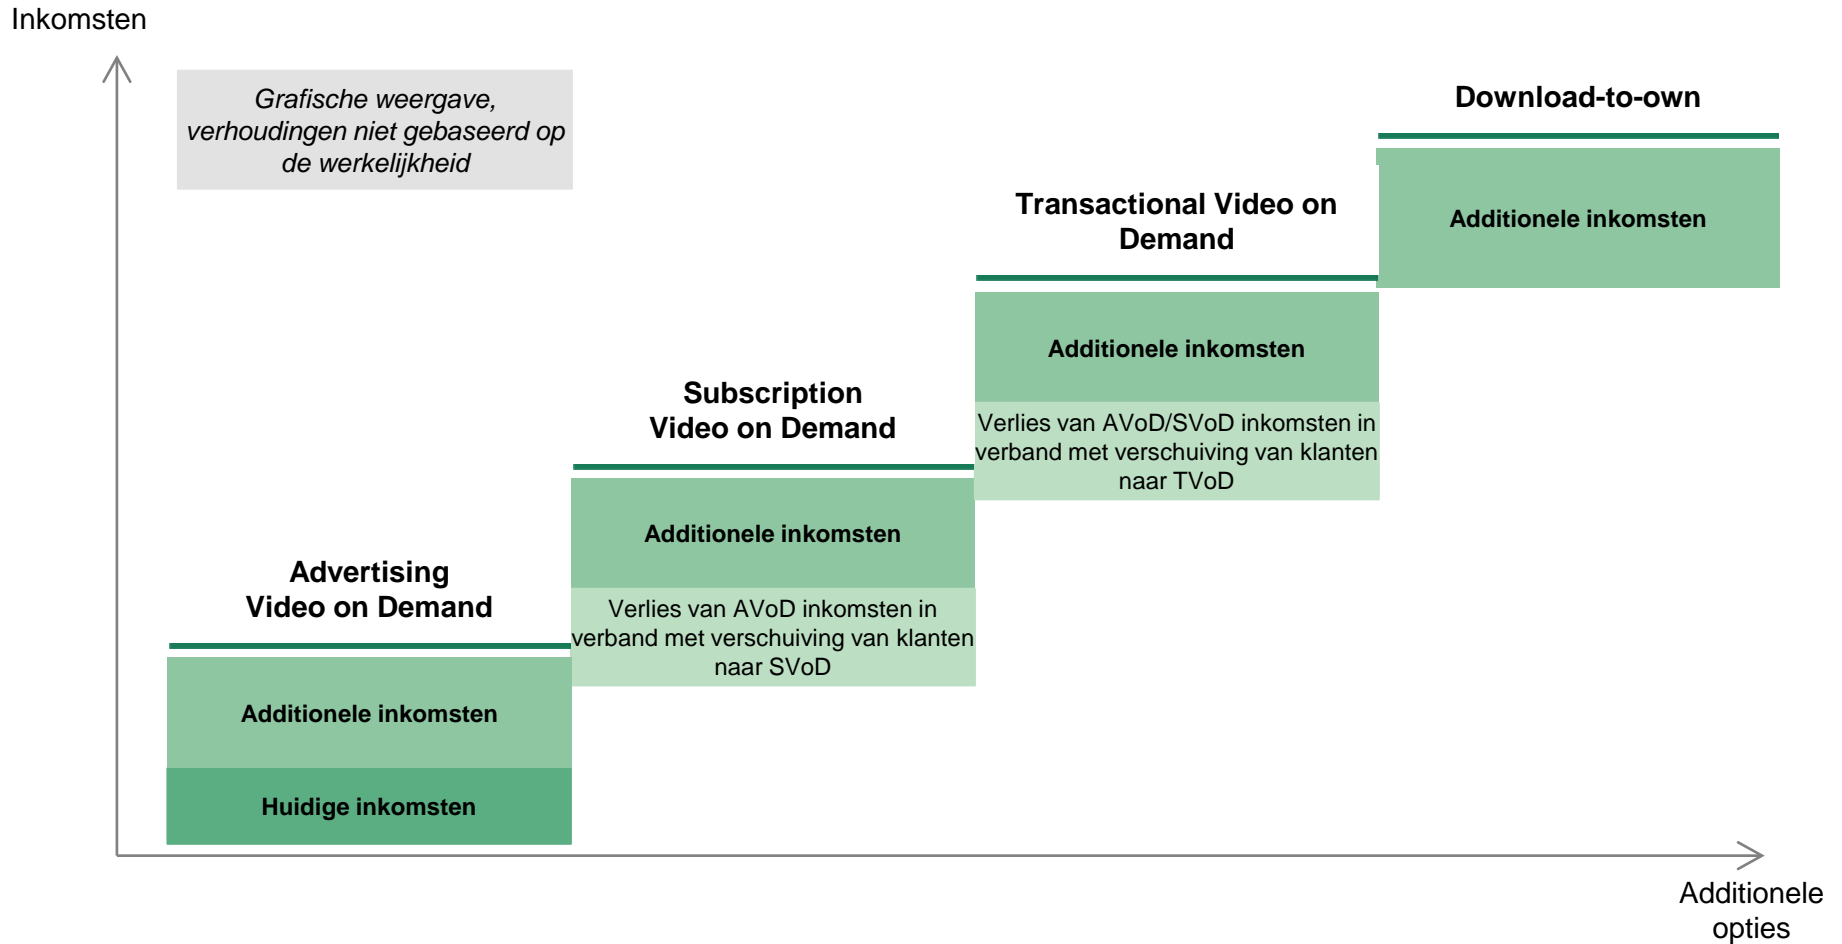 Inkomsten
Grafische weergave,
verhoudingen niet gebaseerd op
de werkelijkheid
Download-to-own
Additionele inkomsten
Transactional Video on
Demand
Additionele inkomsten
Verlies van AVoD/SVoD inkomsten in
verband met verschuiving van klanten
naar TVoD
Subscription
Video on Demand
Additionele inkomsten
Verlies van AVoD inkomsten in
verband met verschuiving van klanten
naar SVoD
Advertising
Video on Demand
Additionele inkomsten
Huidige inkomsten
Additionele
opties